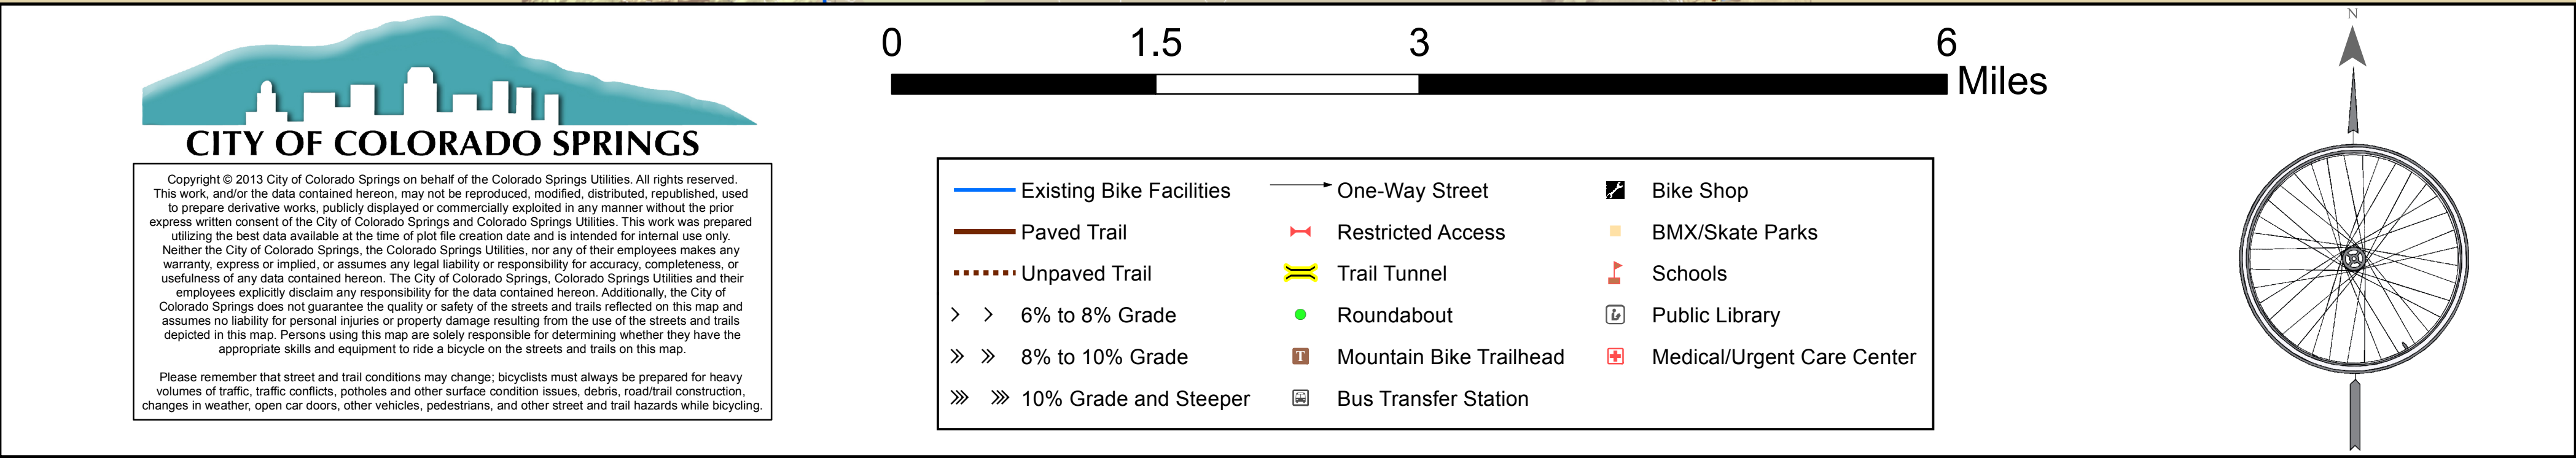 CITY OF COLORADO SPRINGS
Copyright © 2013 City of Colorado Springs on behalf of the Colorado Springs Utilities. All rights reserved.
This work, and/or the data contained hereon, may not be reproduced, modified, distributed, republished, used
to prepare derivative works, publicly displayed or commercially exploited in any manner without the prior
express written consent of the City of Colorado Springs and Colorado Springs Utilities. This work was prepared
utilizing the best data available at the time of plot file creation date and is intended for internal use only.
Neither the City of Colorado Springs, the Colorado Springs Utilities, nor any of their employees makes any
warranty, express or implied, or assumes any legal liability or responsibility for accuracy, completeness, or
usefulness of any data contained hereon. The City of Colorado Springs, Colorado Springs Utilities and their
employees explicitly disclaim any responsibility for the data contained hereon. Additionally, the City of
Colorado Springs does not guarantee the quality or safety of the streets and trails reflected on this map and
assumes no liability for personal injuries or property damage resulting from the use of the streets and trails
depicted in this map. Persons using this map are solely responsible for determining whether they have the
appropriate skills and equipment to ride a bicycle on the streets and trails on this map.
Please remember that street and trail conditions may change; bicyclists must always be prepared for heavy
volumes of traffic, traffic conflicts, potholes and other surface condition issues, debris, road/trail construction,
changes in weather, open car doors, other vehicles, pedestrians, and other street and trail hazards while bicycling.
0 1.5 3 6
Miles
Existing Bike Facilities
Paved Trail
Unpaved Trail
6% to 8% Grade
8% to 10% Grade
10% Grade and Steeper
One-Way Street
Restricted Access
Trail Tunnel
Roundabout
T Mountain Bike Trailhead
Bus Transfer Station
Bike Shop
BMX/Skate Parks
Schools
Public Library
Medical/Urgent Care Center
N